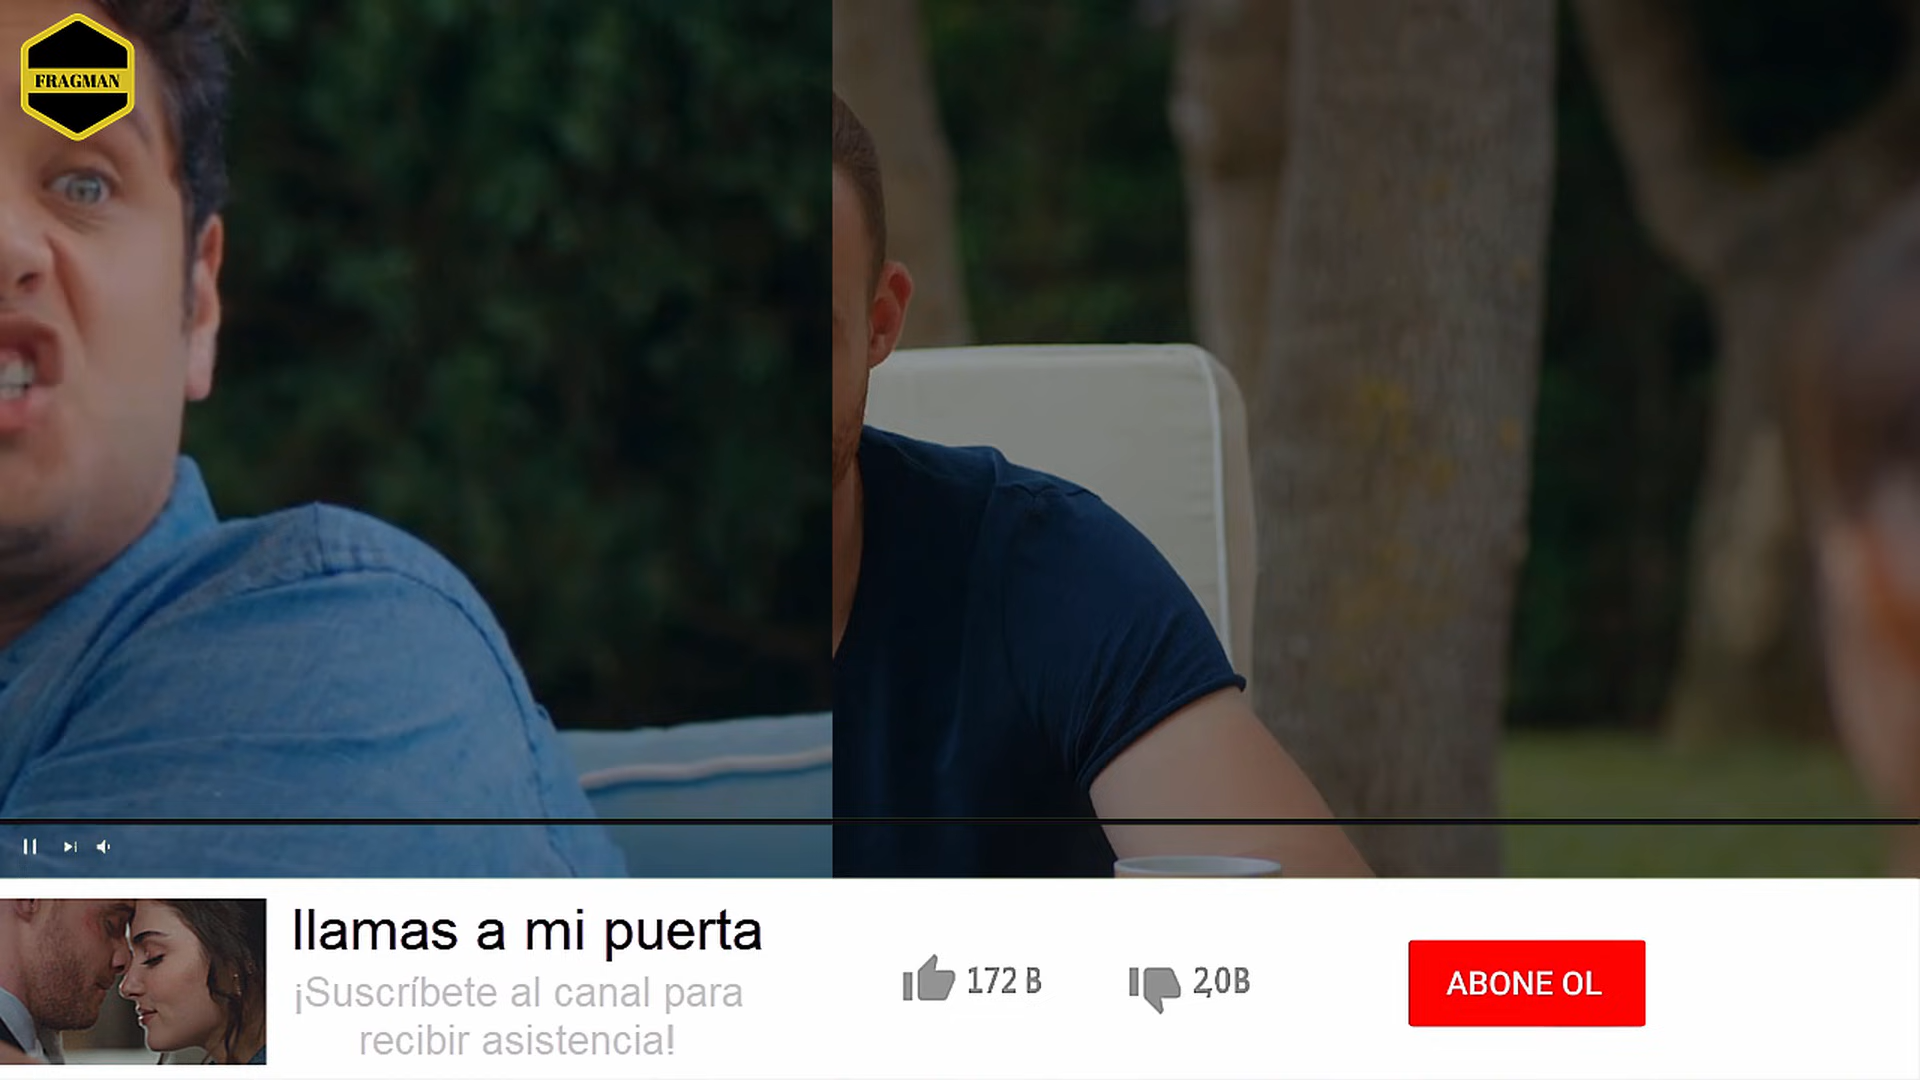 FRAGMAN
llamas a mi puerta
¡Suscríbete al canal para
recibir asistencia!
172 B
2,0B
ABONE OL